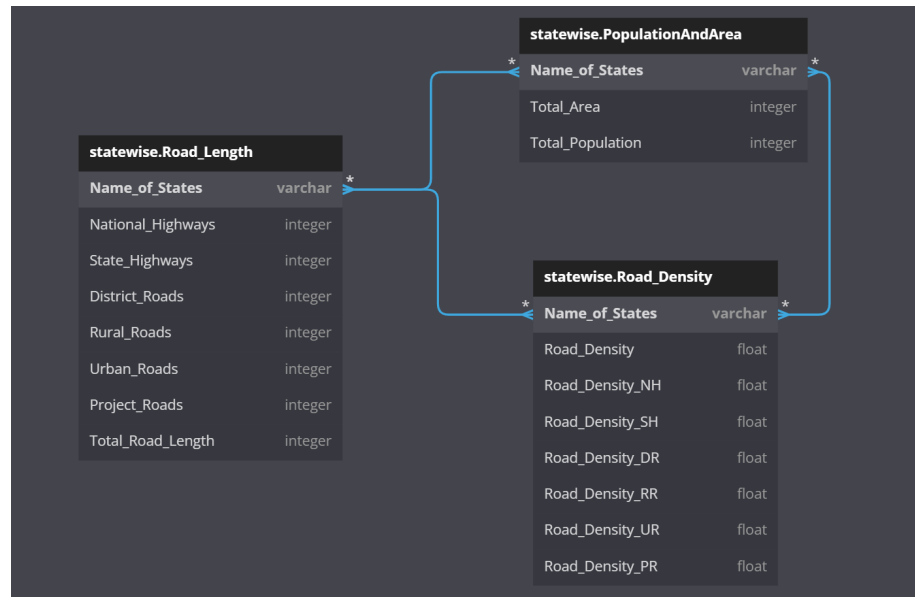 statewise.PopulationAndArea
* Name_of_States varchar *
Total_Area integer
Total_Population integer
statewise.Road_Length
Name_of_States varchar *
National_Highways integer
State_Highways integer
District_Roads integer
Rural_Roads integer
Urban_Roads integer
Project_Roads integer
Total_Road_Length integer
statewise.Road_Density
* Name_of_States varchar *
Road_Density float
Road_Density_NH float
Road_Density_SH float
Road_Density_DR float
Road_Density_RR float
Road_Density_UR float
Road_Density_PR float